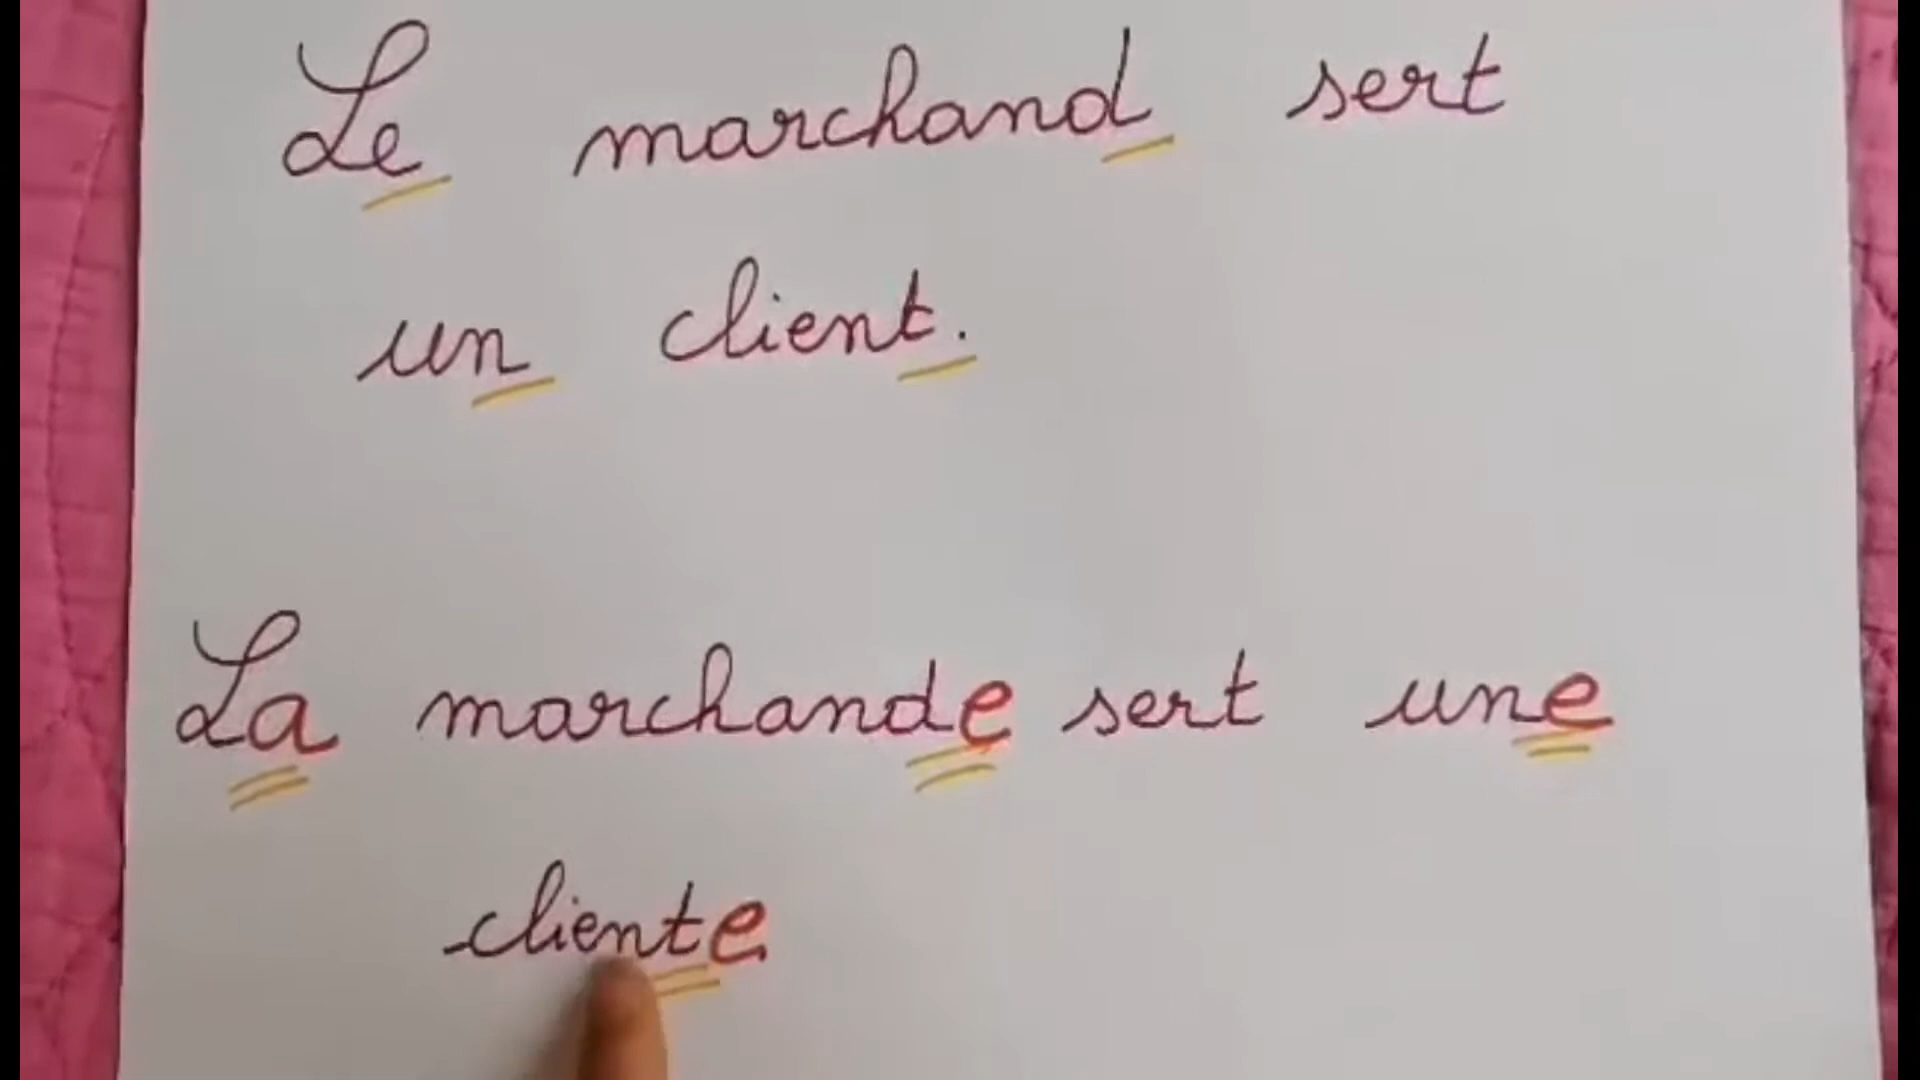 Le marchand sert
un client.
La marchande sert une
cliente